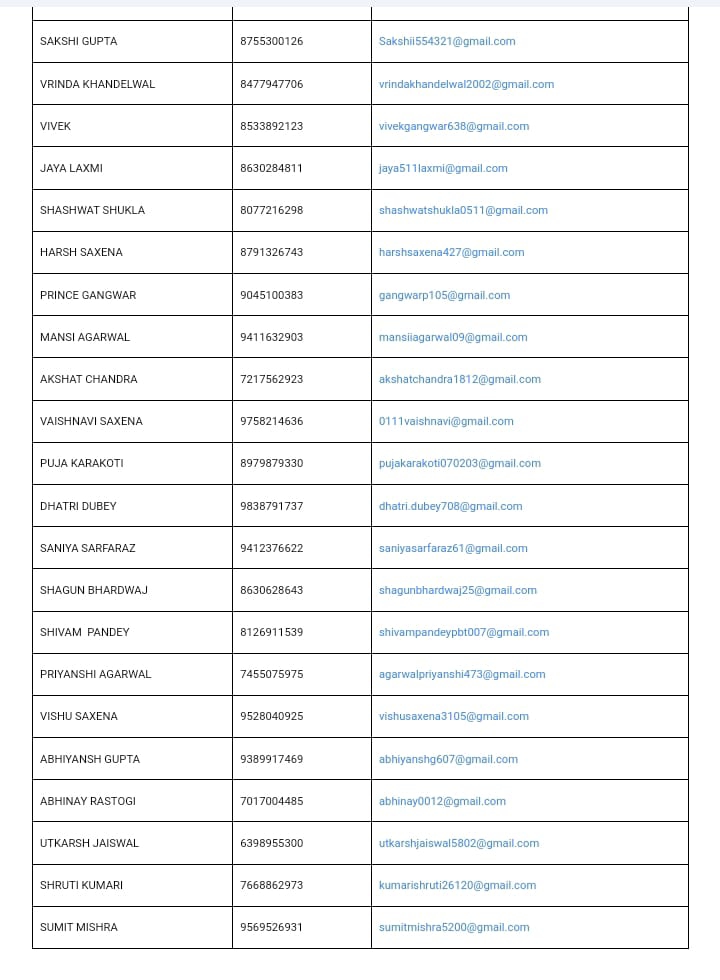 SAKSHI GUPTA 8755300126 Sakshii554321@gmail.com
VRINDA KHANDELWAL 8477947706 vrindakhandelwal2002@gmail.com
VIVEK 8533892123 vivekgangwar638@gmail.com
JAYA LAXMI 8630284811 jaya511laxmi@gmail.com
SHASHWAT SHUKLA 8077216298 shashwatshukla0511@gmail.com
HARSH SAXENA 8791326743 harshsaxena427@gmail.com
PRINCE GANGWAR 9045100383 gangwarp105@gmail.com
MANSI AGARWAL 9411632903 mansiiagarwal09@gmail.com
AKSHAT CHANDRA 7217562923 akshatchandra1812@gmail.com
VAISHNAVI SAXENA 9758214636 0111vaishnavi@gmail.com
PUJA KARAKOTI 8979879330 pujakarakoti070203@gmail.com
DHATRI DUBEY 9838791737 dhatri.dubey708@gmail.com
SANIYA SARFARAZ 9412376622 saniyasarfaraz61@gmail.com
SHAGUN BHARDWAJ 8630628643 shagunbhardwaj25@gmail.com
SHIVAM  PANDEY 8126911539 shivampandeypbt007@gmail.com
PRIYANSHI AGARWAL 7455075975 agarwalpriyanshi473@gmail.com
VISHU SAXENA 9528040925 vishusaxena3105@gmail.com
ABHIYANSH GUPTA 9389917469 abhiyanshg607@gmail.com
ABHINAY RASTOGI 7017004485 abhinay0012@gmail.com
UTKARSH JAISWAL 6398955300 utkarshjaiswal5802@gmail.com
SHRUTI KUMARI 7668862973 kumarishruti26120@gmail.com
SUMIT MISHRA 9569526931 sumitmishra5200@gmail.com